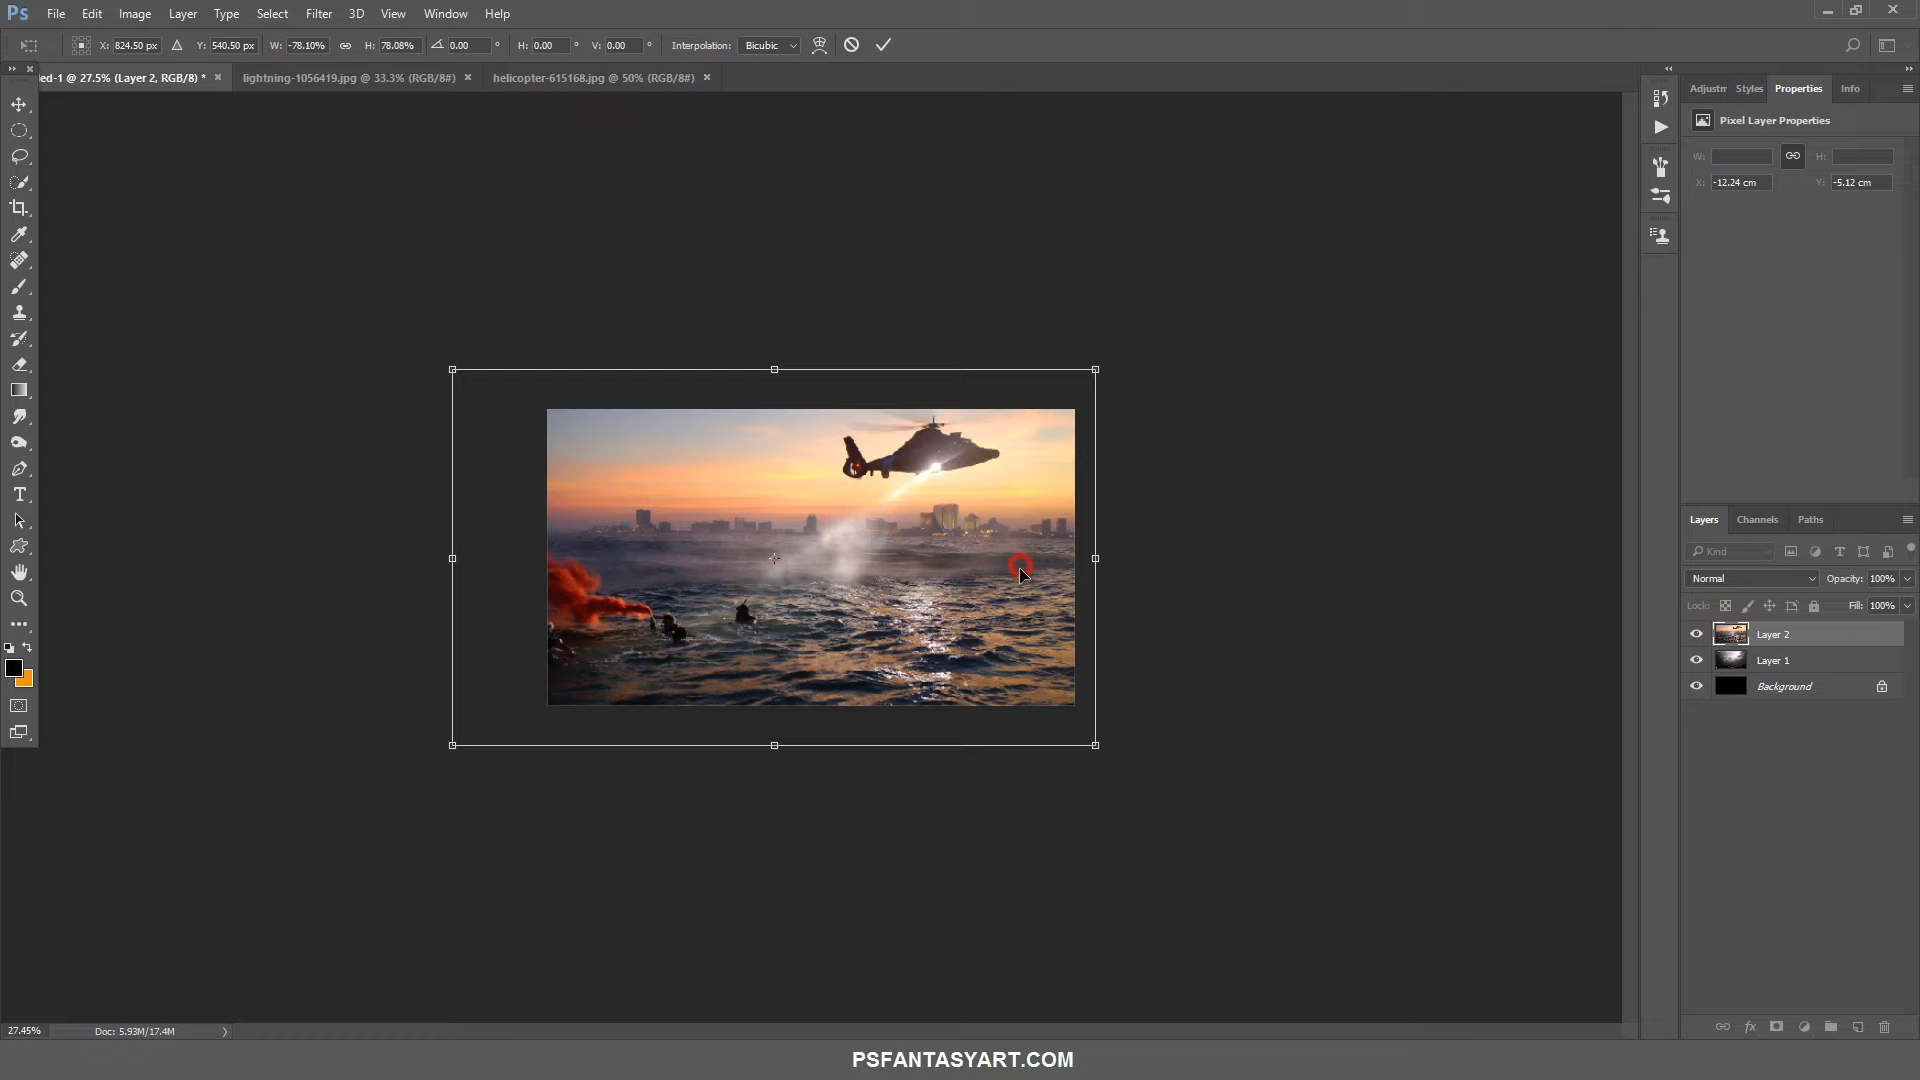 Ps File Edit Image Layer Type Select Filter 3D View Window Help
X: 824.50 px Y: 540.50 px W: -78.10% H: 78.08% 0.00 ° H: 0.00 ° V: 0.00 ° Interpolation: Bicubic
ed-1 @ 27.5% (Layer 2, RGB/8) * × lightning-1056419.jpg @ 33.3% (RGB/8#) × helicopter-615168.jpg @ 50% (RGB/8#) ×
Adjustm Styles Properties Info
Pixel Layer Properties
W: H:
X: -12.24 cm Y: -5.12 cm
Layers Channels Paths
Kind
Normal Opacity: 100%
Lock: Fill: 100%
Layer 2
Layer 1
Background
27.45% Doc: 5.93M/17.4M
PSFANTASYART.COM